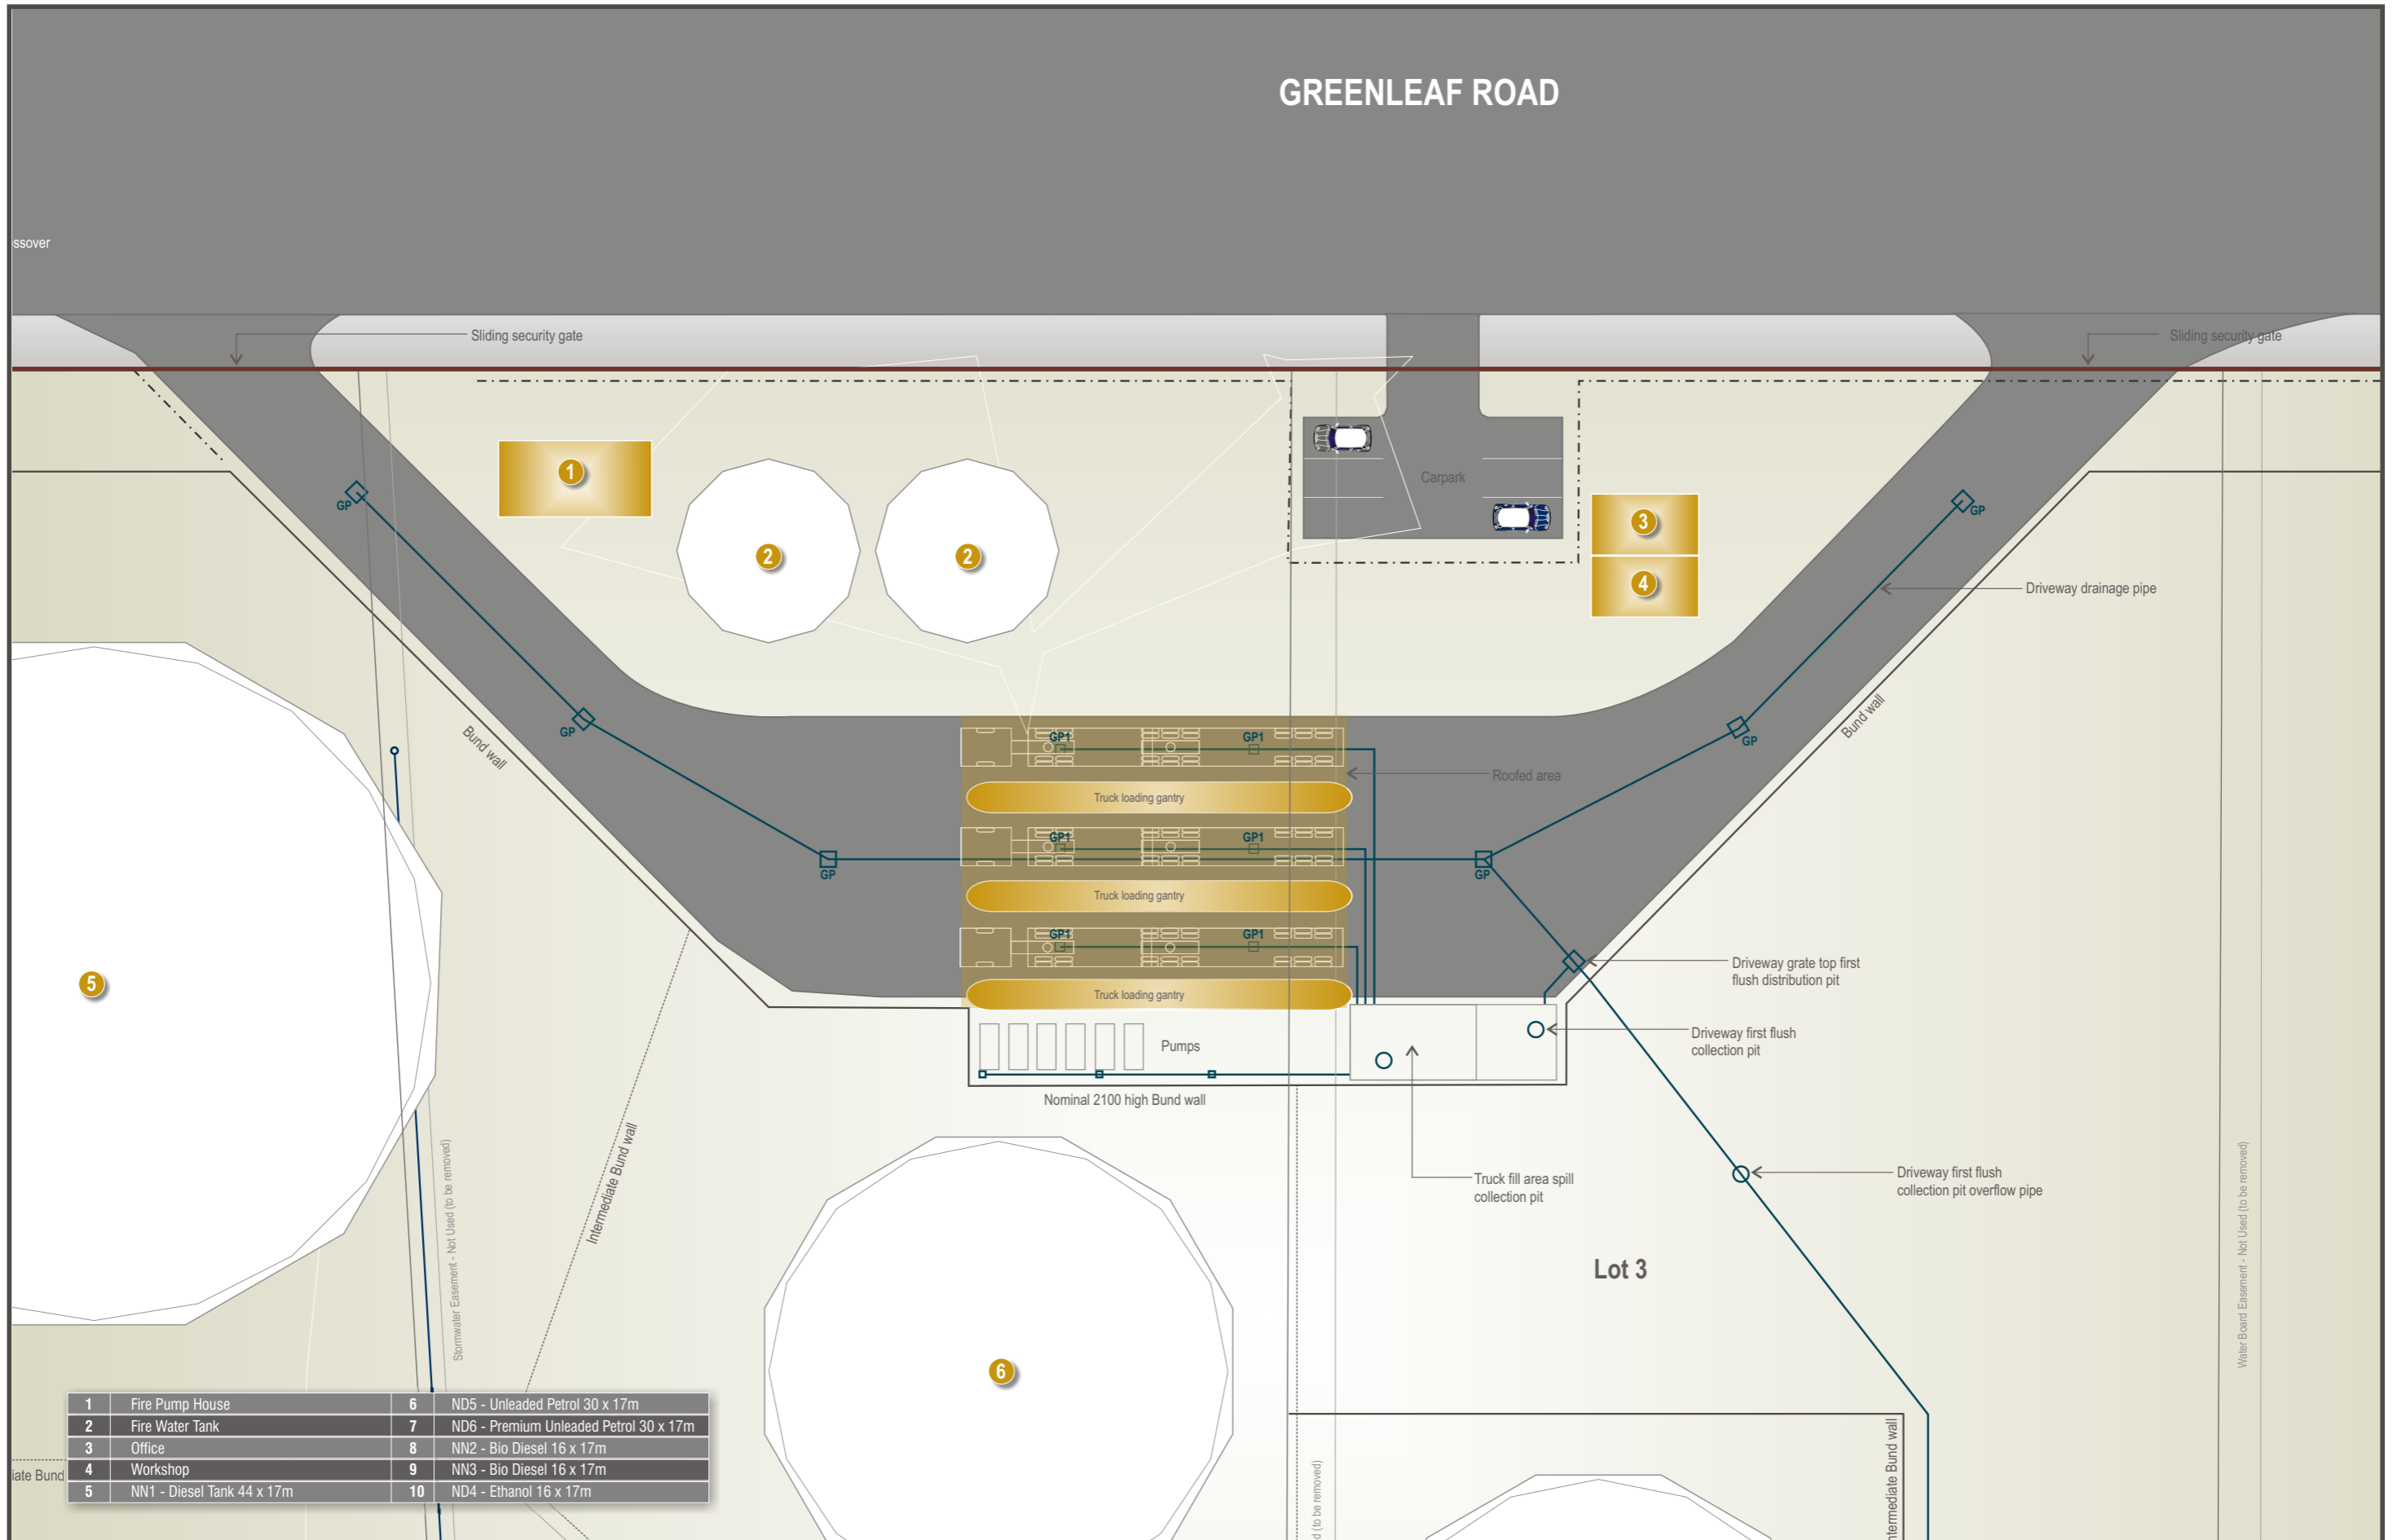 GREENLEAF ROAD
ssover
Sliding security gate
Sliding security gate
1
2
2
Carpark
3
4
GP
GP
Driveway drainage pipe
GP
GP
Bund wall
Bund wall
GP1
GP1
Roofed area
Truck loading gantry
GP1
GP1
GP
GP
Truck loading gantry
GP1
GP1
Truck loading gantry
Driveway grate top first
flush distribution pit
5
Pumps
Driveway first flush
collection pit
Nominal 2100 high Bund wall
Intermediate Bund wall
Stormwater Easement - Not Used (to be removed)
Truck fill area spill
collection pit
Driveway first flush
collection pit overflow pipe
Water Board Easement - Not Used (to be removed)
Lot 3
6
1 Fire Pump House 6 ND5 - Unleaded Petrol 30 x 17m
2 Fire Water Tank 7 ND6 - Premium Unleaded Petrol 30 x 17m
3 Office 8 NN2 - Bio Diesel 16 x 17m
4 Workshop 9 NN3 - Bio Diesel 16 x 17m
5 NN1 - Diesel Tank 44 x 17m 10 ND4 - Ethanol 16 x 17m
iate Bund
d (to be removed)
ntermediate Bund wall